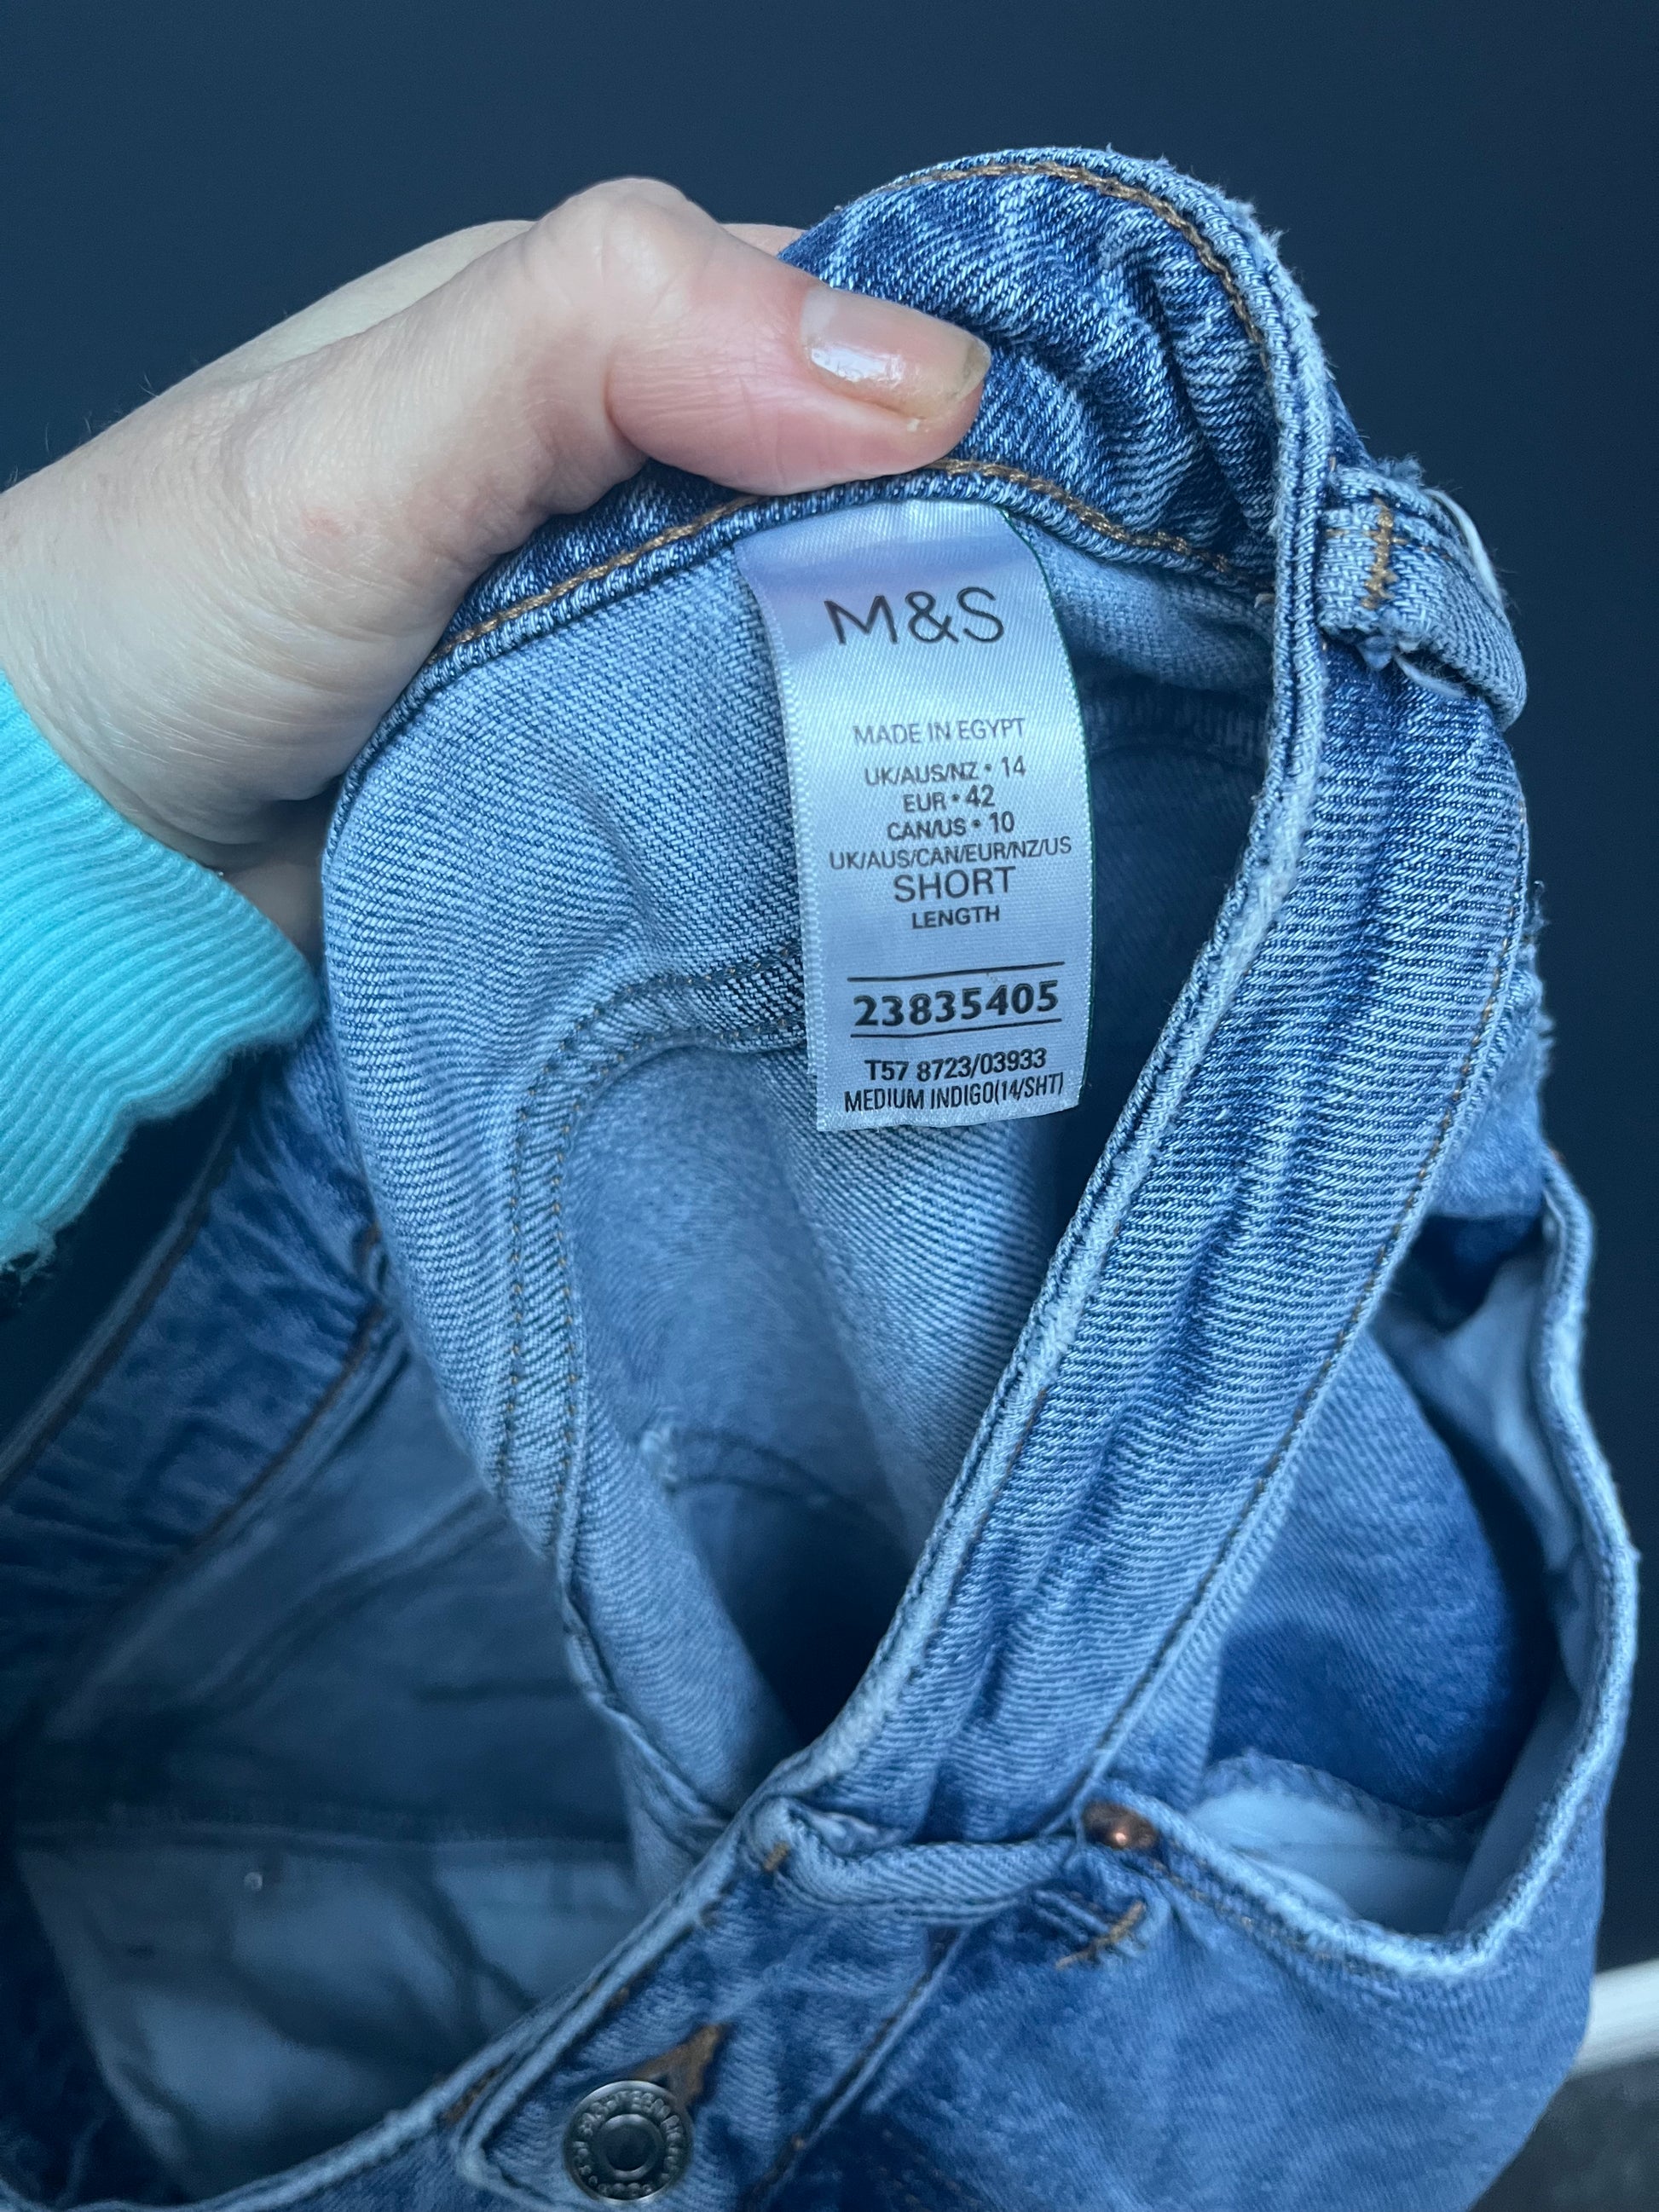 M&S
MADE IN EGYPT
UK/AUS/NZ • 14
EUR • 42
CAN/US • 10
UK/AUS/CAN/EUR/NZ/US
SHORT
LENGTH
23835405
T57 8723/03933
MEDIUM INDIGO(14/SHT)